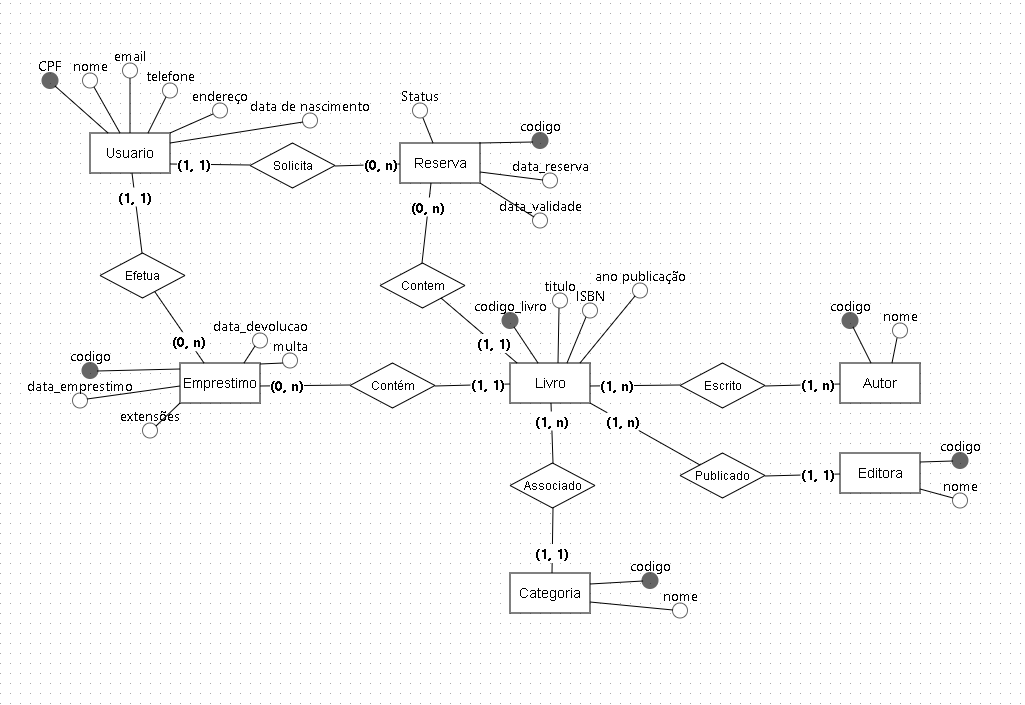 email
CPF
nome
telefone
endereço
data de nascimento
Status
codigo
Usuario
(1, 1)
Solicita
(0, n)
Reserva
data_reserva
(1, 1)
(0, n)
data_validade
Efetua
Contem
ano publicação
titulo
ISBN
codigo_livro
codigo
nome
data_devolucao
(0, n)
multa
(1, 1)
codigo
data_emprestimo
extensões
Emprestimo
(0, n)
Contém
(1, 1)
Livro
(1, n)
Escrito
(1, n)
Autor
(1, n)
(1, n)
codigo
Associado
Publicado
(1, 1)
Editora
nome
(1, 1)
codigo
Categoria
nome